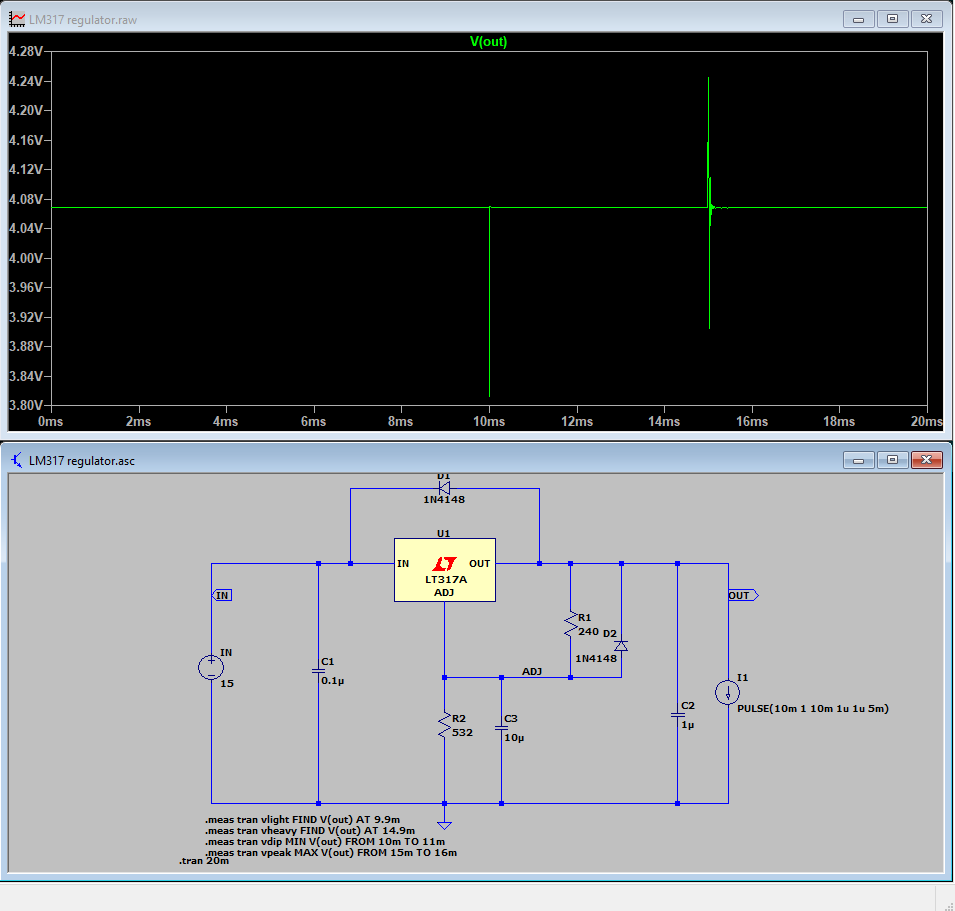 LM317 regulator.raw
V(out)
4.28V
4.24V
4.20V
4.16V
4.12V
4.08V
4.04V
4.00V
3.96V
3.92V
3.88V
3.84V
3.80V
0ms 2ms 4ms 6ms 8ms 10ms 12ms 14ms 16ms 18ms 20ms
LM317 regulator.asc
D1
1N4148
U1
IN OUT
LT317A
ADJ
IN
OUT
R1
240
D2
1N4148
IN
15
C1
0.1µ
ADJ
I1
PULSE(10m 1 10m 1u 1u 5m)
R2
532
C3
10µ
C2
1µ
.meas tran vlight FIND V(out) AT 9.9m
.meas tran vheavy FIND V(out) AT 14.9m
.meas tran vdip MIN V(out) FROM 10m TO 11m
.meas tran vpeak MAX V(out) FROM 15m TO 16m
.tran 20m